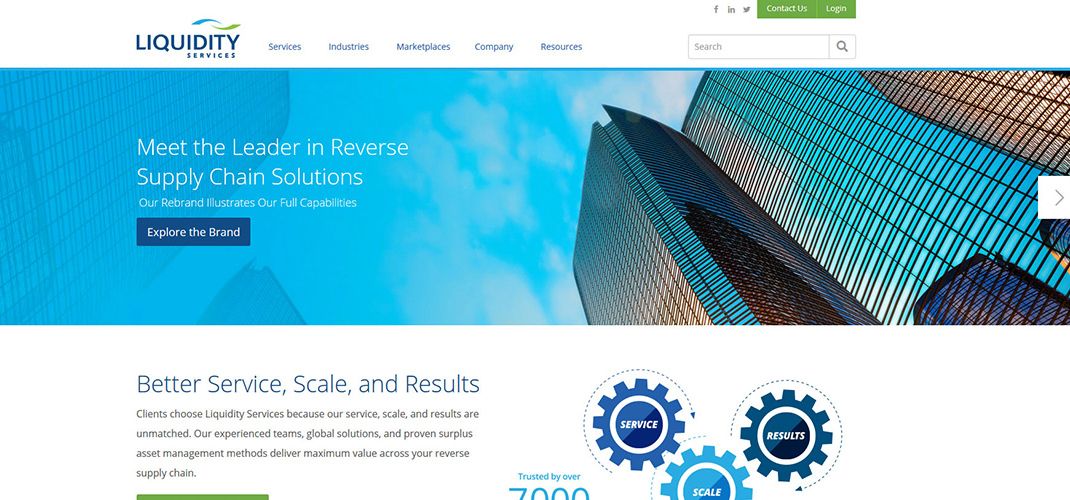 Contact Us
Login
LIQUIDITY
SERVICES
Services
Industries
Marketplaces
Company
Resources
Search
Meet the Leader in Reverse
Supply Chain Solutions
Our Rebrand Illustrates Our Full Capabilities
Explore the Brand
Better Service, Scale, and Results
Clients choose Liquidity Services because our service, scale, and results are
unmatched. Our experienced teams, global solutions, and proven surplus
asset management methods deliver maximum value across your reverse
supply chain.
SERVICE
RESULTS
SCALE
Trusted by over
7000